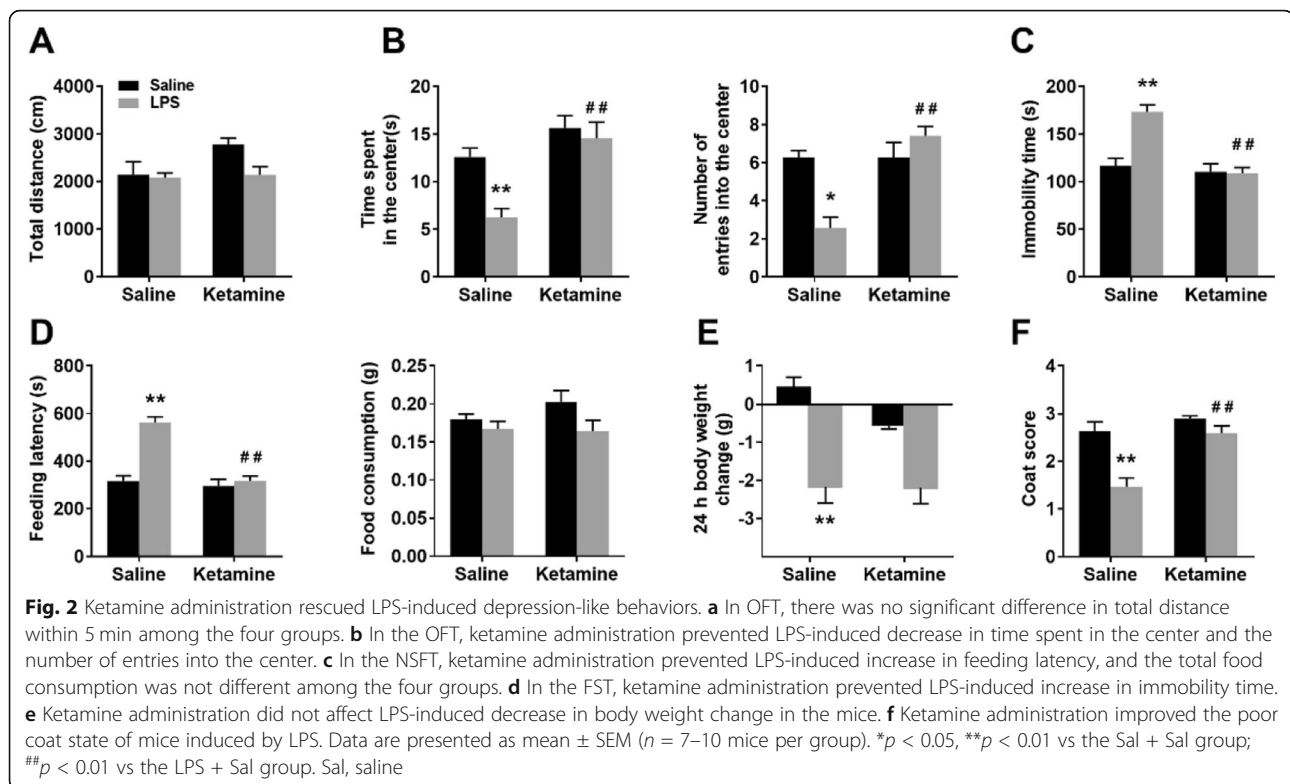 A
B
C
Total distance (cm)
4000
3000
2000
1000
0
Saline
LPS
Saline Ketamine
Time spent
in the center(s)
20
15
10
5
0
**
##
Saline Ketamine
Number of
entries into the center
8
6
4
2
0
*
##
Saline Ketamine
Immobility time (s)
200
150
100
50
0
**
##
Saline Ketamine
D
E
F
Feeding latency (s)
800
600
400
200
0
**
##
Saline Ketamine
Food consumption (g)
0.25
0.20
0.15
0.10
0.05
0.00
Saline Ketamine
24 h body weight
change (g)
1
0
-1
-2
-3
**
Saline Ketamine
Coat score
4
3
2
1
0
**
##
Saline Ketamine
Fig. 2 Ketamine administration rescued LPS-induced depression-like behaviors. a In OFT, there was no significant difference in total distance
within 5 min among the four groups. b In the OFT, ketamine administration prevented LPS-induced decrease in time spent in the center and the
number of entries into the center. c In the NSFT, ketamine administration prevented LPS-induced increase in feeding latency, and the total food
consumption was not different among the four groups. d In the FST, ketamine administration prevented LPS-induced increase in immobility time.
e Ketamine administration did not affect LPS-induced decrease in body weight change in the mice. f Ketamine administration improved the poor
coat state of mice induced by LPS. Data are presented as mean ± SEM (n = 7–10 mice per group). *p < 0.05, **p < 0.01 vs the Sal + Sal group;
##p < 0.01 vs the LPS + Sal group. Sal, saline